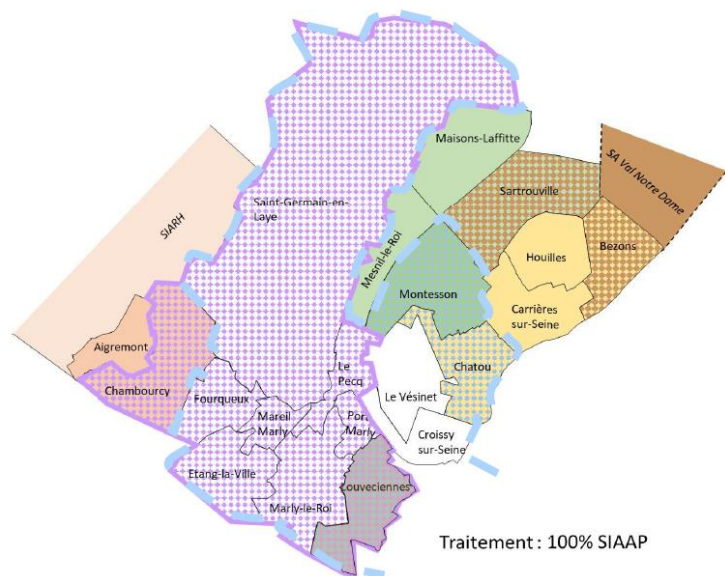 Maisons-Laffitte
SA Val Notre Dame
Sartrouville
SIARH
Saint-Germain-en-
Laye
Mesnil-le-Roi
Houilles
Bezons
Montesson
Carrières
sur-Seine
Aigremont
Chambourcy
Le
Pecq
Chatou
Fourqueux
Le Vésinet
Mareil
Marly
Port
Marly
Croissy
sur-Seine
Etang-la-Ville
Louveciennes
Marly-le-Roi
Traitement : 100% SIAAP